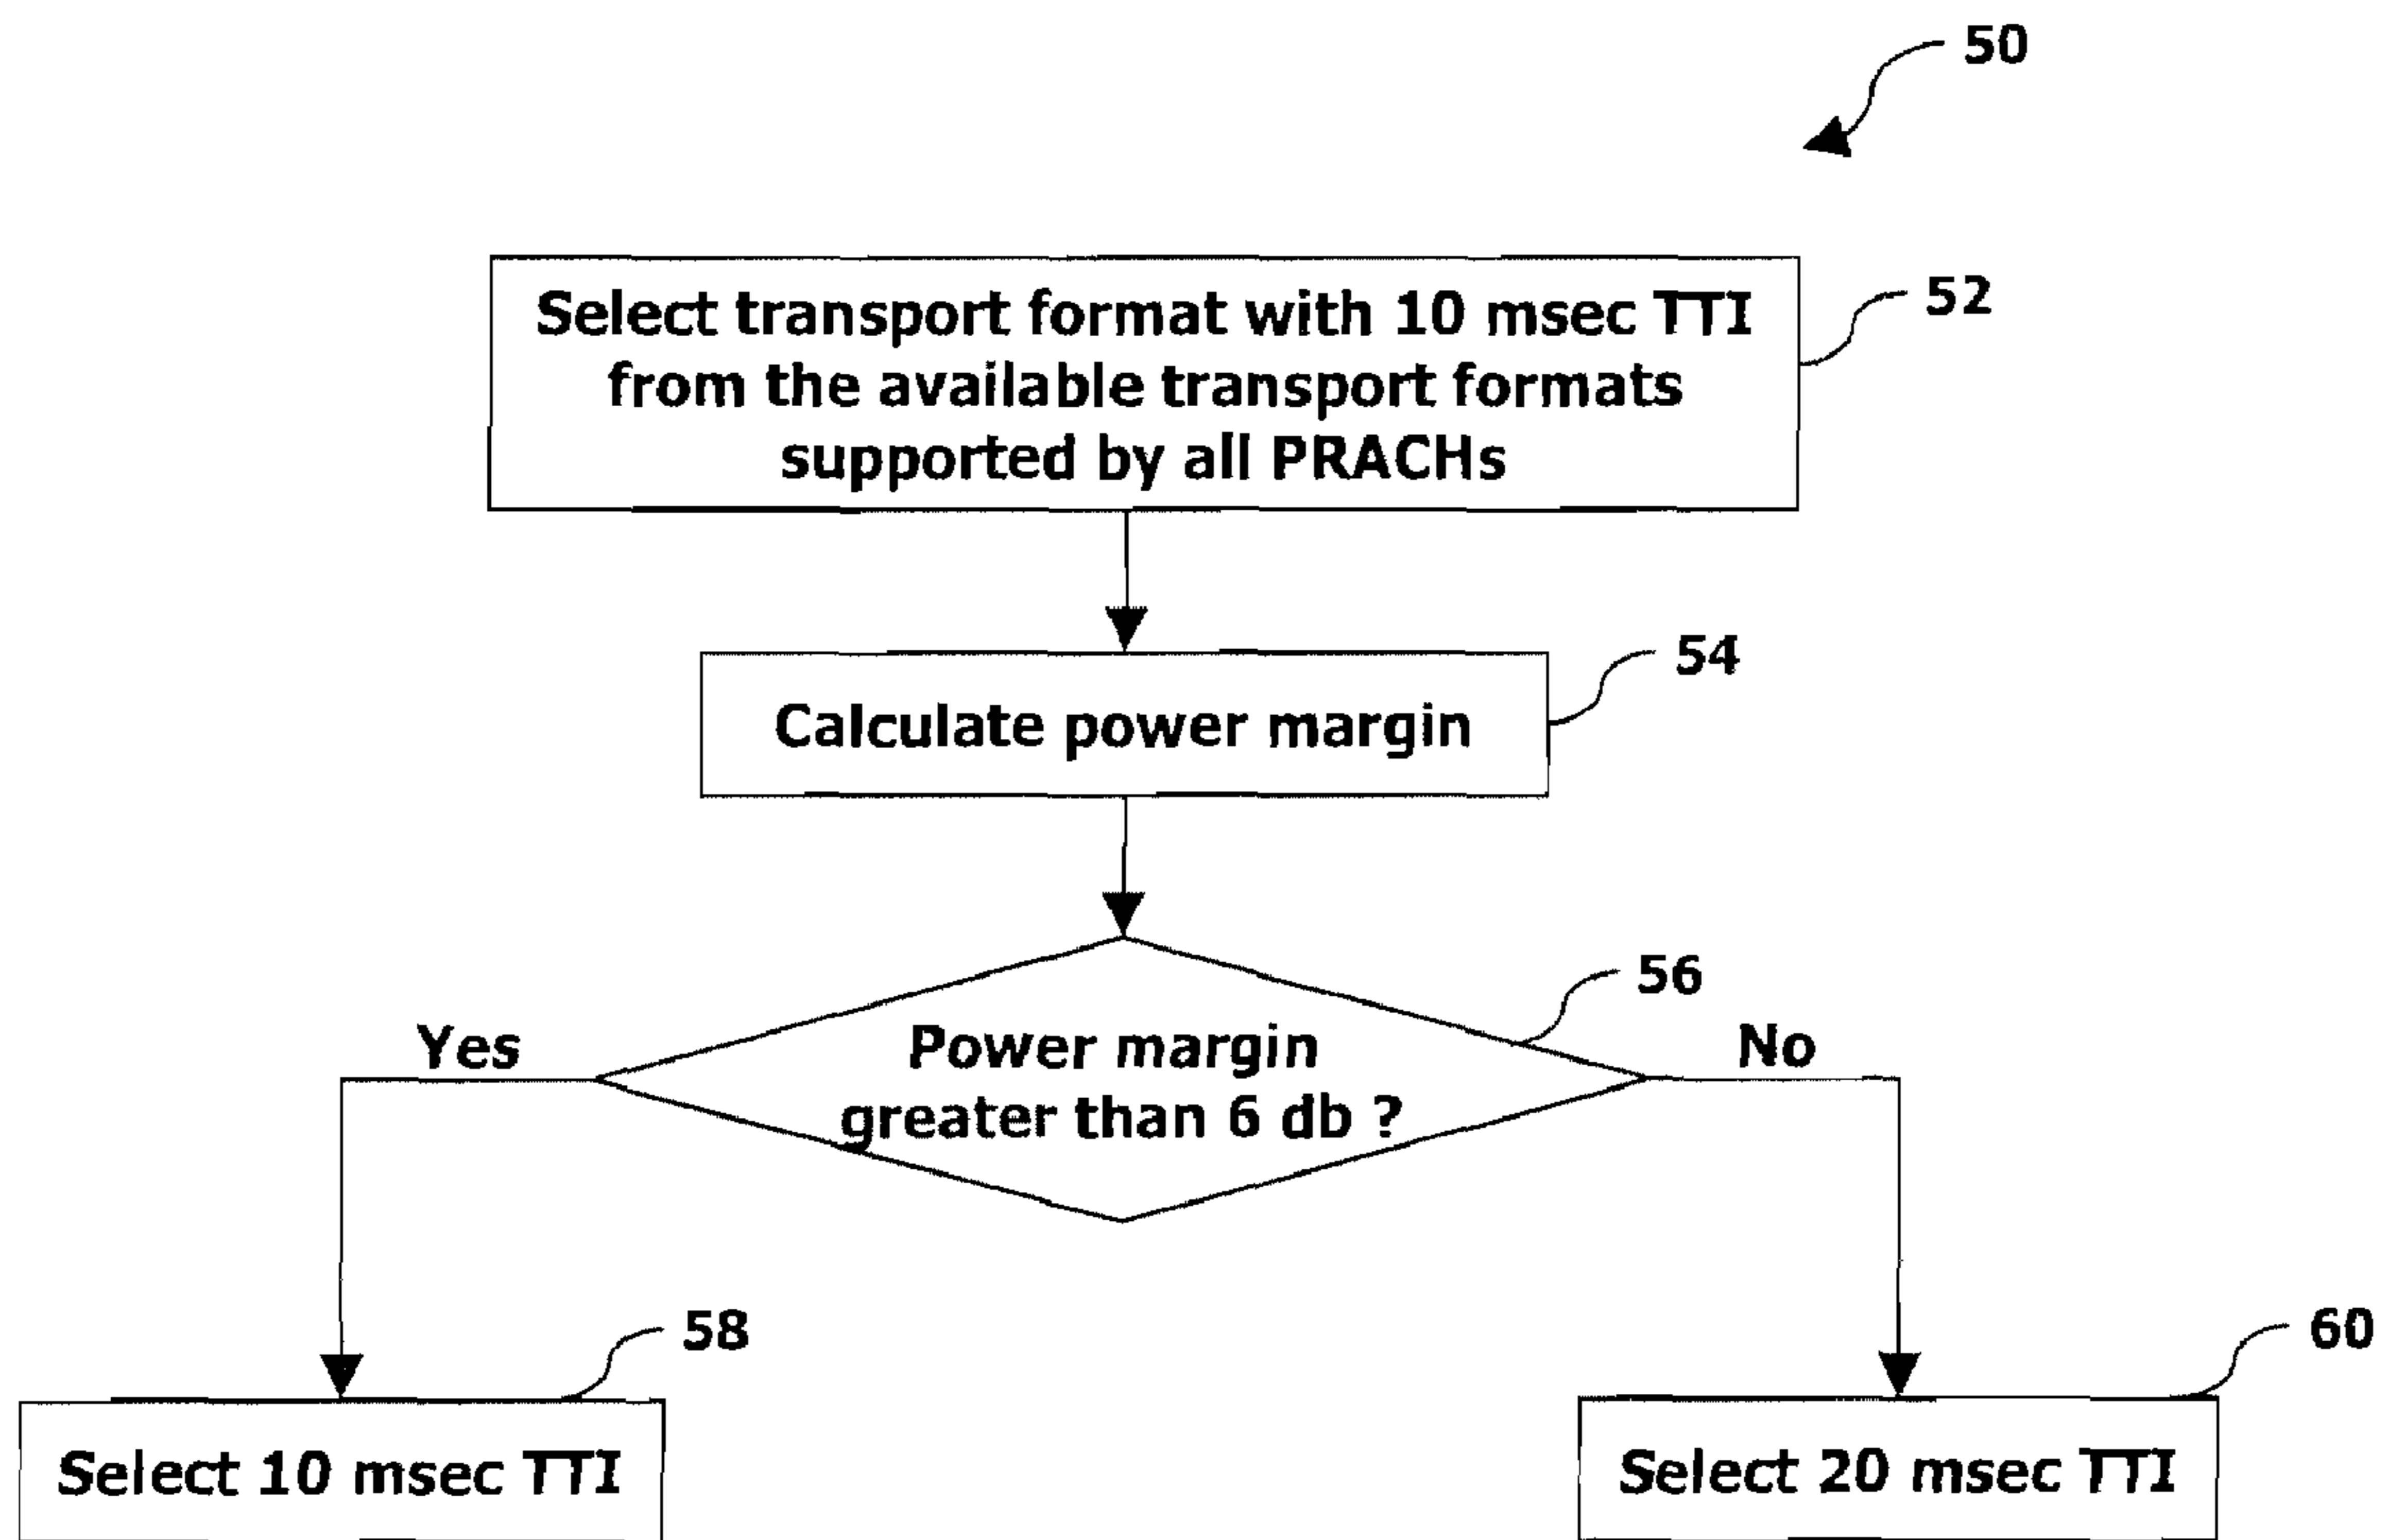 50
Select transport format with 10 msec TTI
from the available transport formats
supported by all PRACHs
52
Calculate power margin
54
56
Yes
Power margin
greater than 6 db ?
No
58
60
Select 10 msec TTI
Select 20 msec TTI